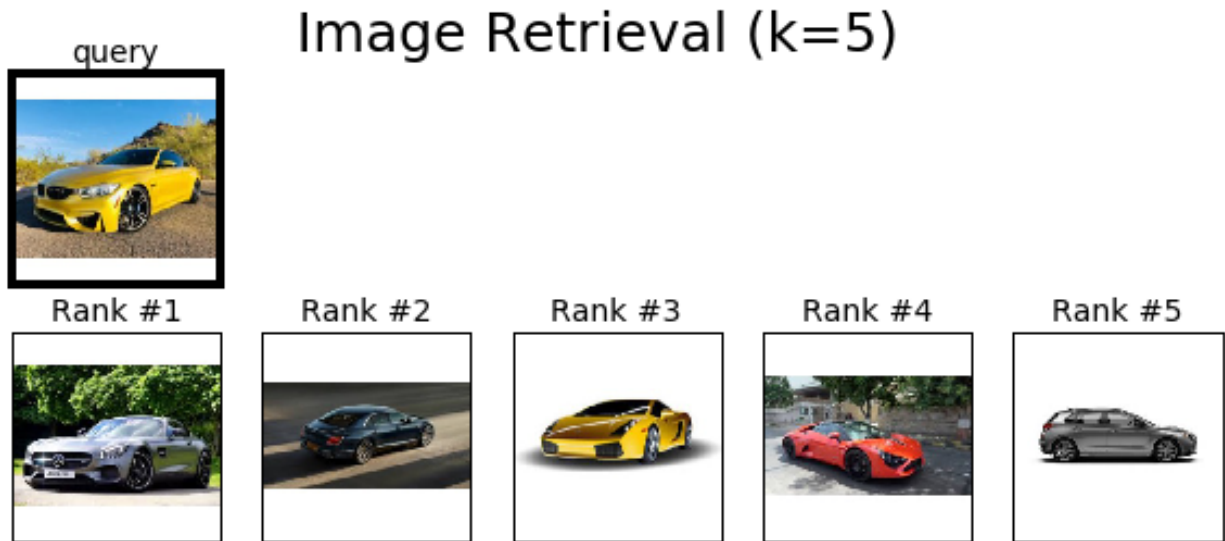 Image Retrieval (k=5)
query
Rank #1
Rank #2
Rank #3
Rank #4
Rank #5